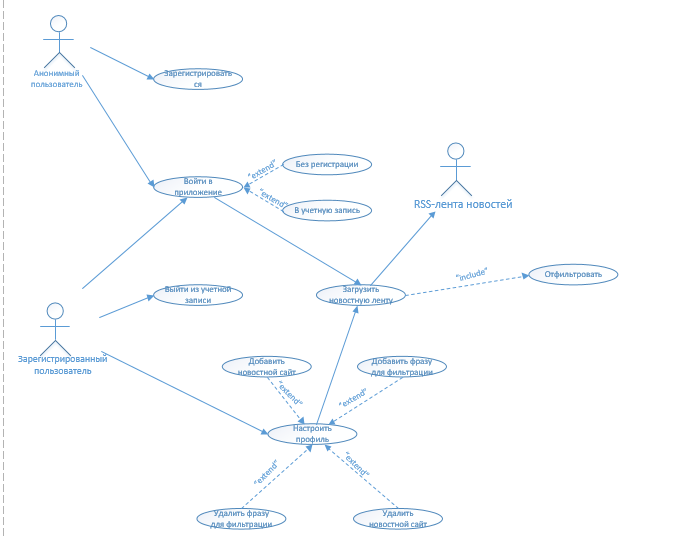 Анонимный
пользователь
Зарегистрировать
ся
Войти в
приложение
"extend"
Без регистрации
"extend"
В учетную запись
RSS-лента новостей
Выйти из учетной
записи
Загрузить
новостную ленту
"include"
Отфильтровать
Зарегистрированный
пользователь
Добавить
новостной сайт
Добавить фразу
для фильтрации
"extend"
"extend"
Настроить
профиль
"extend"
"extend"
Удалить фразу
для фильтрации
Удалить
новостной сайт